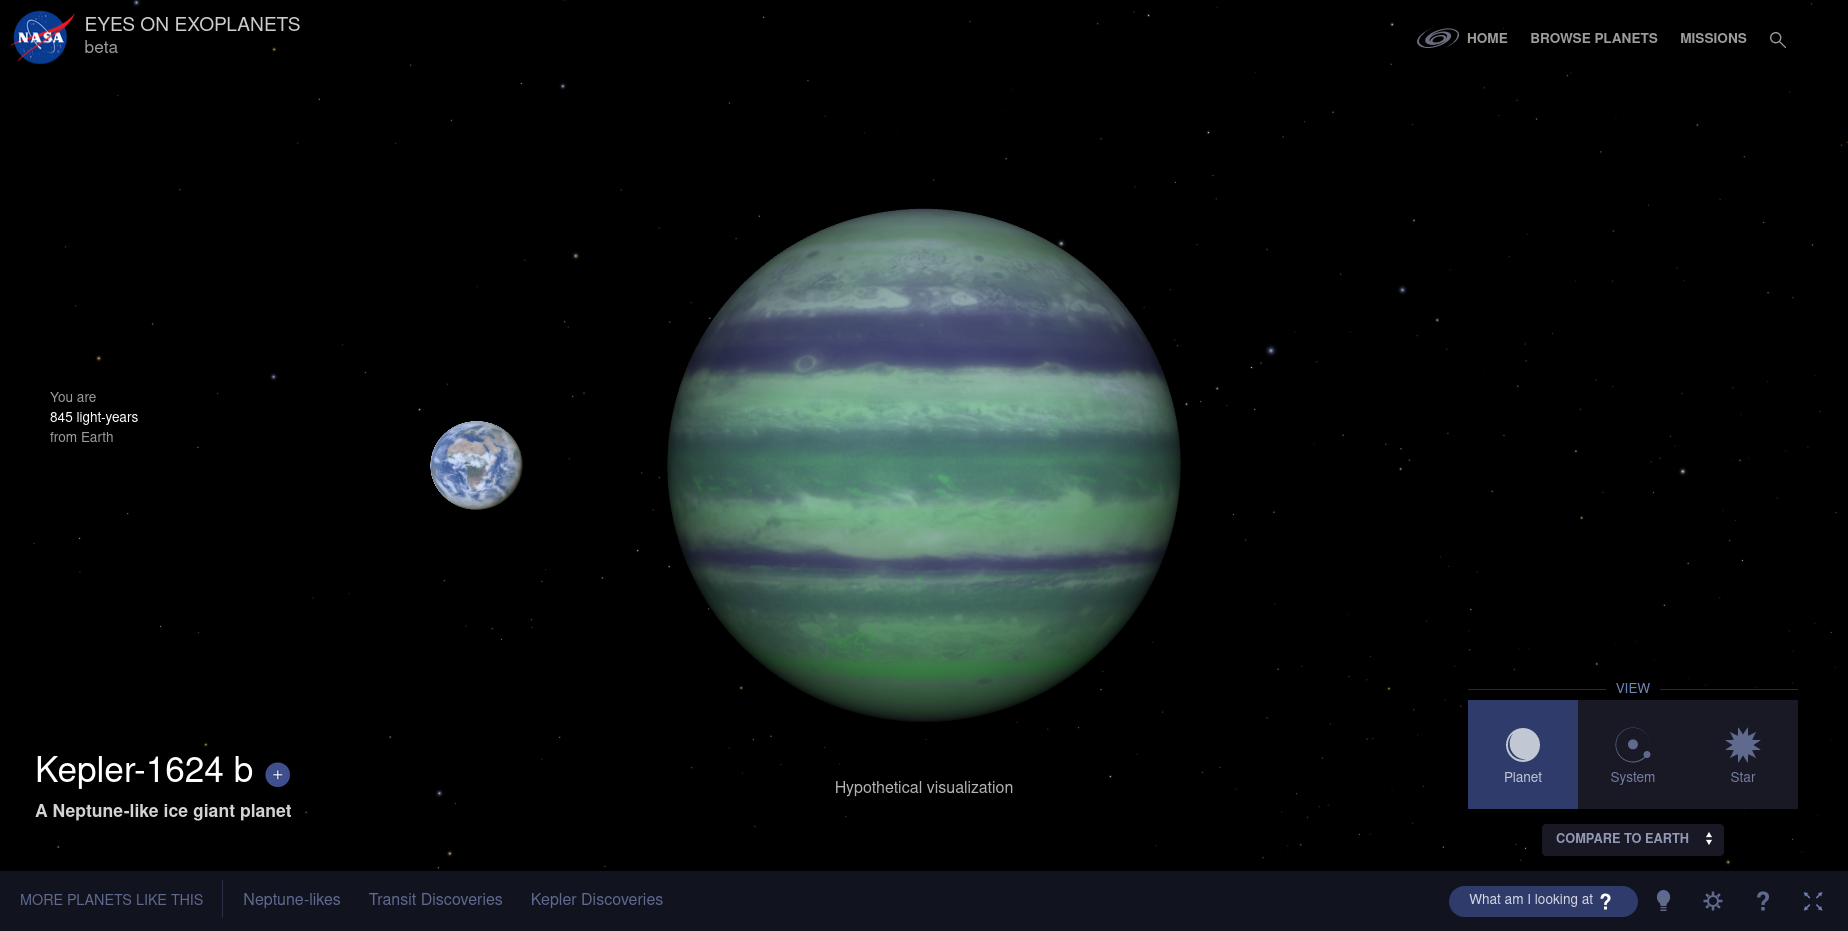 NASA
EYES ON EXOPLANETS
beta
HOME
BROWSE PLANETS
MISSIONS
You are
845 light-years
from Earth
Kepler-1624 b +
A Neptune-like ice giant planet
Hypothetical visualization
VIEW
Planet
System
Star
COMPARE TO EARTH
MORE PLANETS LIKE THIS
Neptune-likes
Transit Discoveries
Kepler Discoveries
What am I looking at ?
?